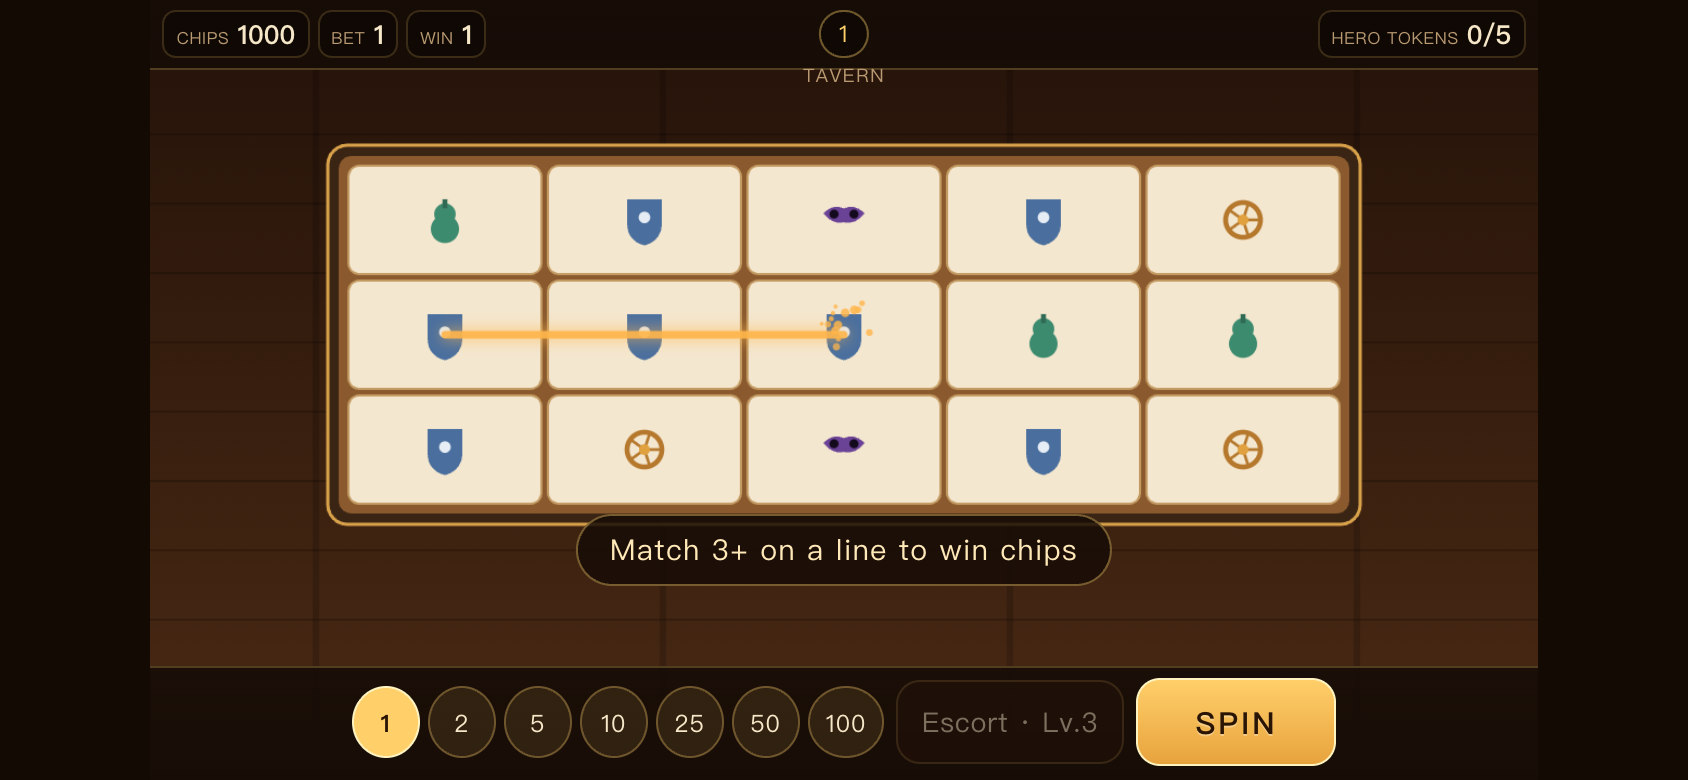 CHIPS 1000
BET 1
WIN 1
1
HERO TOKENS 0/5
TAVERN
Match 3+ on a line to win chips
1
2
5
10
25
50
100
Escort · Lv.3
SPIN